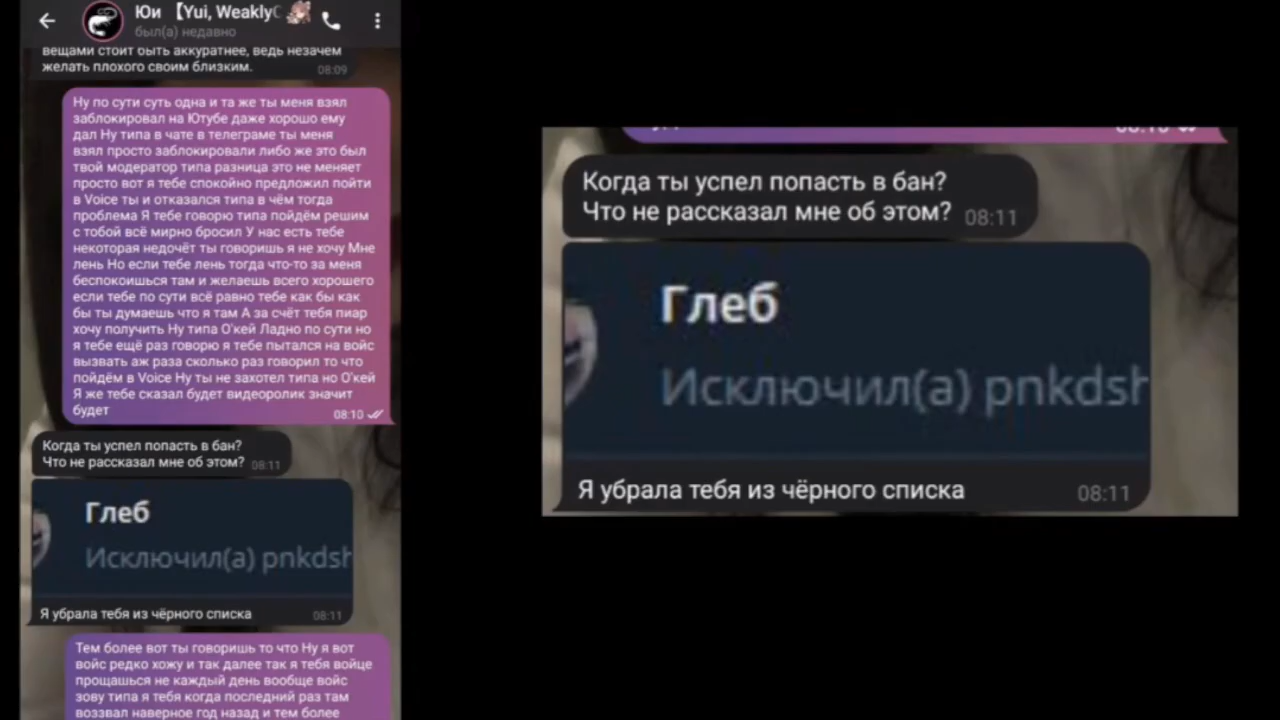 Юи 【Yui, WeaklyC
был(а) недавно
вещами стоит быть аккуратнее, ведь незачем
желать плохого своим близким.
08:09
Ну по сути суть одна и та же ты меня взял
заблокировал на Ютубе даже хорошо ему
дал Ну типа в чате в телеграме ты меня
взял просто заблокировали либо же это был
твой модератор типа разница это не меняет
просто вот я тебе спокойно предложил пойти
в Voice ты и отказался типа в чём тогда
проблема Я тебе говорю типа пойдём решим
с тобой всё мирно бросил У нас есть тебе
некоторая недочёт ты говоришь я не хочу Мне
лень Но если тебе лень тогда что-то за меня
беспокоишься там и желаешь всего хорошего
если тебе по сути всё равно тебе как бы как
бы ты думаешь что я там А за счёт тебя пиар
хочу получить Ну типа О'кей Ладно по сути но
я тебе ещё раз говорю я тебе пытался на войс
вызвать аж раза сколько раз говорил то что
пойдём в Voice Ну ты не захотел типа но О'кей
Я же тебе сказал будет видеоролик значит
будет
08:10
Когда ты успел попасть в бан?
Что не рассказал мне об этом? 08:11
Глеб
Исключил(а) pnkdsh
Я убрала тебя из чёрного списка 08:11
Тем более вот ты говоришь то что Ну я вот
войс редко хожу и так далее так я тебя войце
прощашься не каждый день вообще войс
зову типа я тебя когда последний раз там
воззвал наверное год назад и тем более
08:10
Когда ты успел попасть в бан?
Что не рассказал мне об этом? 08:11
Глеб
Исключил(а) pnkdsh
Я убрала тебя из чёрного списка 08:11